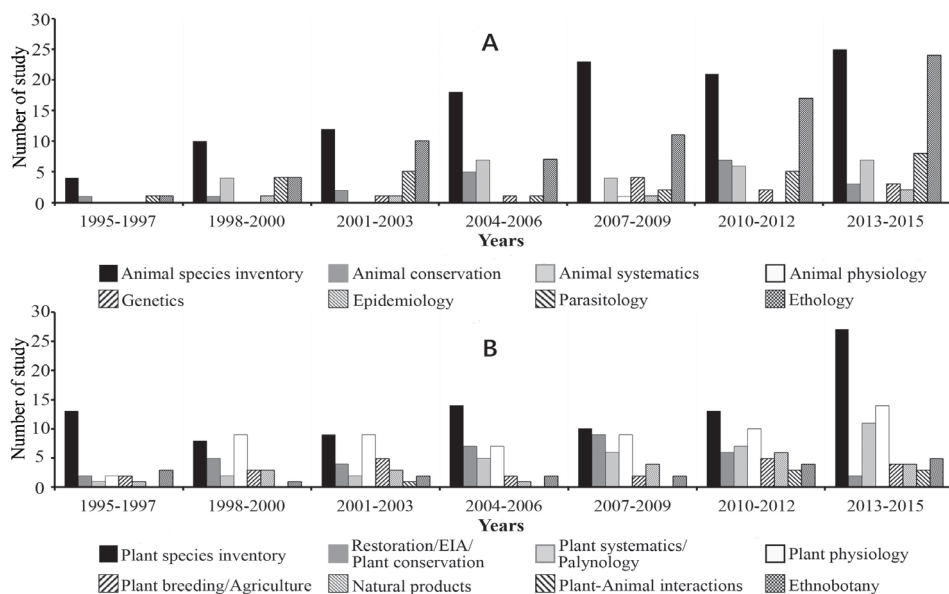 A
Number of study
30
25
20
15
10
5
0
1995-1997 1998-2000 2001-2003 2004-2006 2007-2009 2010-2012 2013-2015
Years
Animal species inventory Animal conservation Animal systematics Animal physiology
Genetics Epidemiology Parasitology Ethology
B
Number of study
30
25
20
15
10
5
0
1995-1997 1998-2000 2001-2003 2004-2006 2007-2009 2010-2012 2013-2015
Years
Plant species inventory Restoration/EIA/ Plant systematics/ Plant physiology
Plant conservation Palynology
Plant breeding/Agriculture Natural products Plant-Animal interactions Ethnobotany